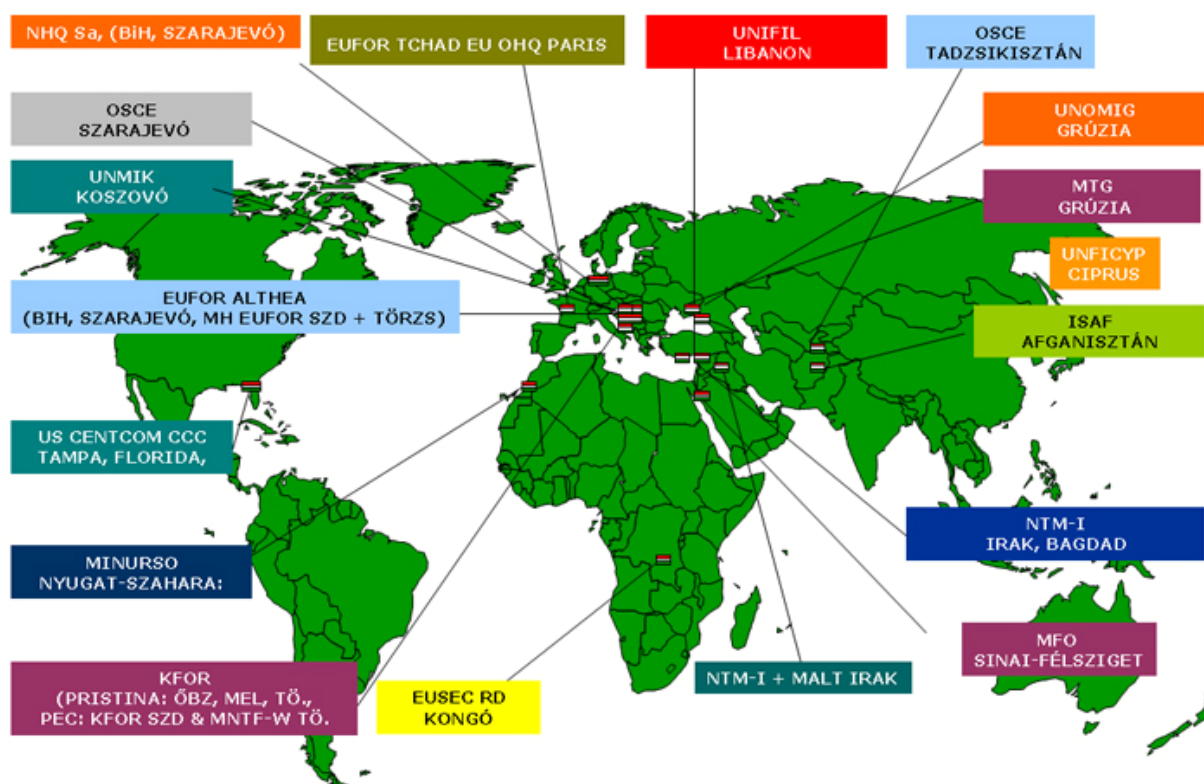 NHQ Sa, (BiH, SZARAJEVÓ)
EUFOR TCHAD EU OHQ PARIS
UNIFIL
LIBANON
OSCE
TADZSIKISZTÁN
OSCE
SZARAJEVÓ
UNOMIG
GRÚZIA
UNMIK
KOSZOVÓ
MTG
GRÚZIA
UNFICYP
CIPRUS
EUFOR ALTHEA
(BIH, SZARAJEVÓ, MH EUFOR SZD + TÖRZS)
ISAF
AFGANISZTÁN
US CENTCOM CCC
TAMPA, FLORIDA,
NTM-I
IRAK, BAGDAD
MINURSO
NYUGAT-SZAHARA:
MFO
SINAI-FÉLSZIGET
KFOR
(PRISTINA: ŐBZ, MEL, TÖ.,
PEC: KFOR SZD & MNTF-W TÖ.
EUSEC RD
KONGÓ
NTM-I + MALT IRAK